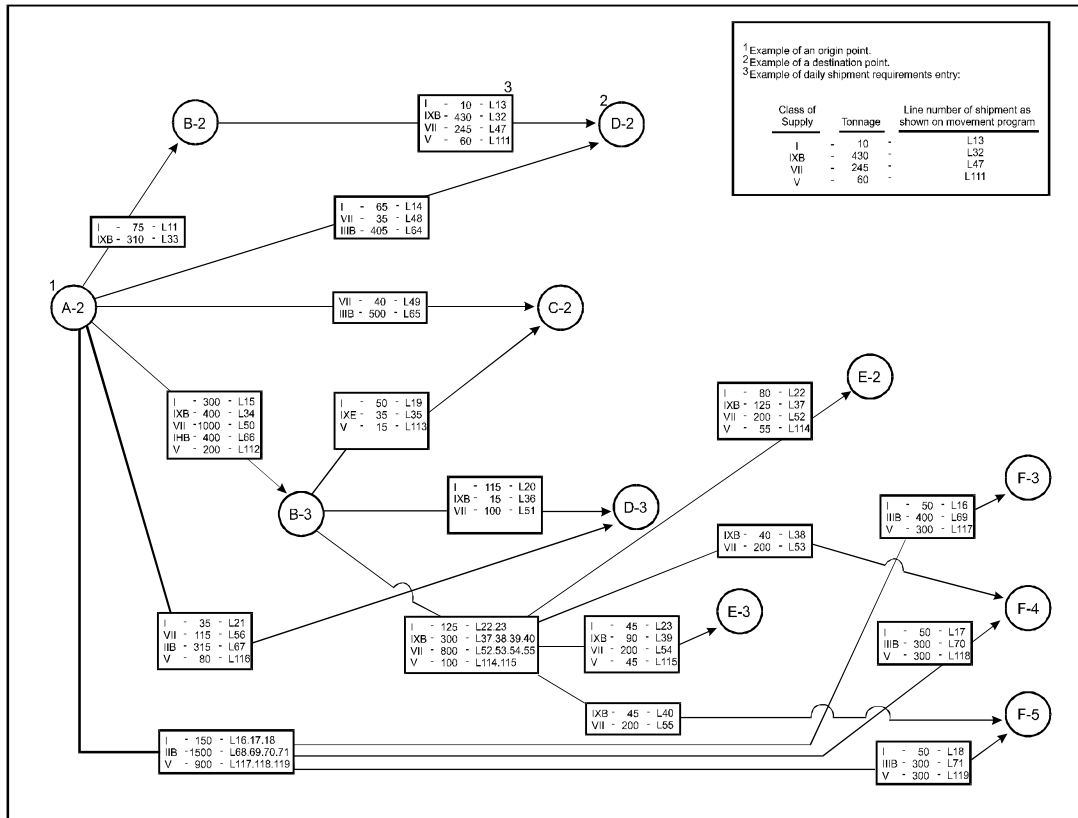 1 Example of an origin point.
2 Example of a destination point.
3 Example of daily shipment requirements entry:
Class of Supply Tonnage Line number of shipment as shown on movement program
I - 10 - L13
IXB - 430 - L32
VII - 245 - L47
V - 60 - L111
3
I - 10 - L13
IXB - 430 - L32
VII - 245 - L47
V - 60 - L111
B-2
2
D-2
I - 65 - L14
VII - 35 - L48
IIIB - 405 - L64
I - 75 - L11
IXB - 310 - L33
1
A-2
VII - 40 - L49
IIIB - 500 - L65
C-2
I - 300 - L15
IXB - 400 - L34
VII - 1000 - L50
IHB - 400 - L66
V - 200 - L112
I - 50 - L19
IXE - 35 - L35
V - 15 - L113
I - 80 - L22
IXB - 125 - L37
VII - 200 - L52
V - 55 - L114
E-2
B-3
I - 115 - L20
IXB - 15 - L36
VII - 100 - L51
D-3
I - 50 - L16
IIIB - 400 - L69
V - 300 - L117
F-3
IXB - 40 - L38
VII - 200 - L53
I - 35 - L21
VII - 115 - L56
IIB - 315 - L67
V - 80 - L116
I - 125 - L22.23
IXB - 300 - L37.38.39.40
VII - 800 - L52.53.54.55
V - 100 - L114,115
I - 45 - L23
IXB - 90 - L39
VII - 200 - L54
V - 45 - L115
E-3
F-4
I - 50 - L17
IIIB - 300 - L70
V - 300 - L118
IXB - 45 - L40
VII - 200 - L55
F-5
I - 150 - L16.17.18
IIB - 1500 - L68.69.70.71
V - 900 - L117.118.119
I - 50 - L18
IIIB - 300 - L71
V - 300 - L119